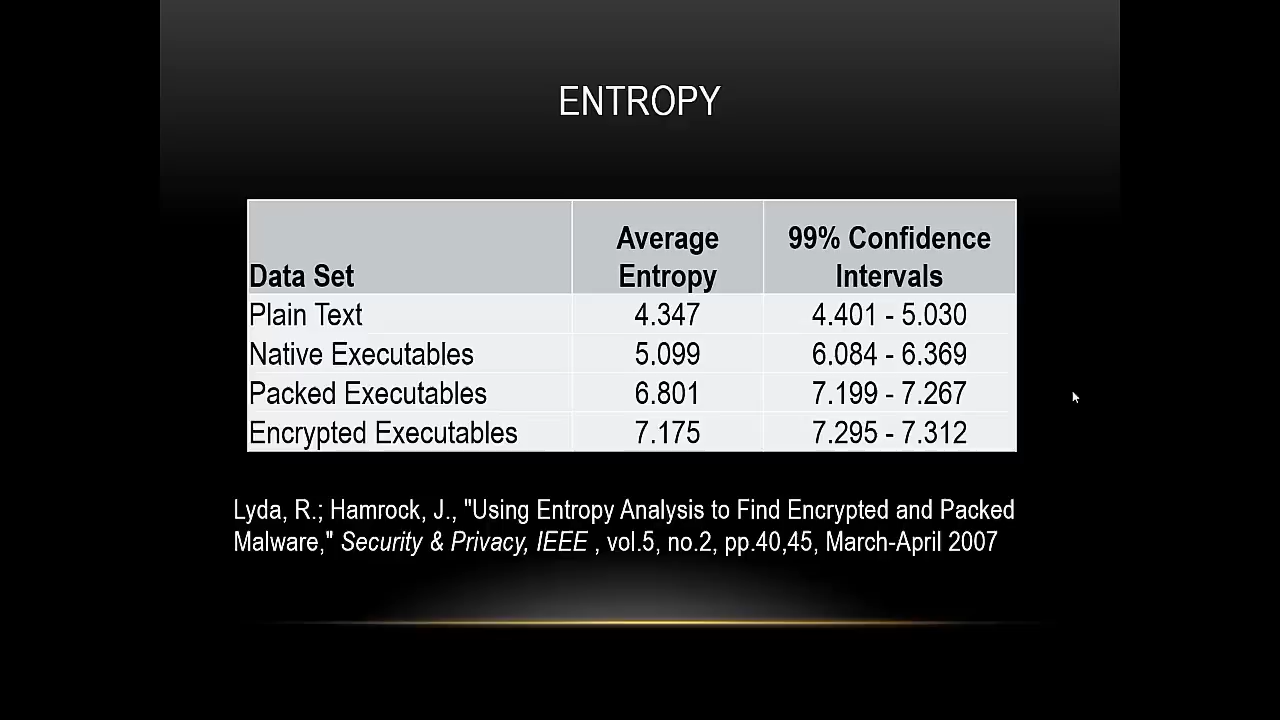 ENTROPY
Data Set Average Entropy 99% Confidence Intervals
Plain Text 4.347 4.401 - 5.030
Native Executables 5.099 6.084 - 6.369
Packed Executables 6.801 7.199 - 7.267
Encrypted Executables 7.175 7.295 - 7.312
Lyda, R.; Hamrock, J., "Using Entropy Analysis to Find Encrypted and Packed
Malware," Security & Privacy, IEEE , vol.5, no.2, pp.40,45, March-April 2007